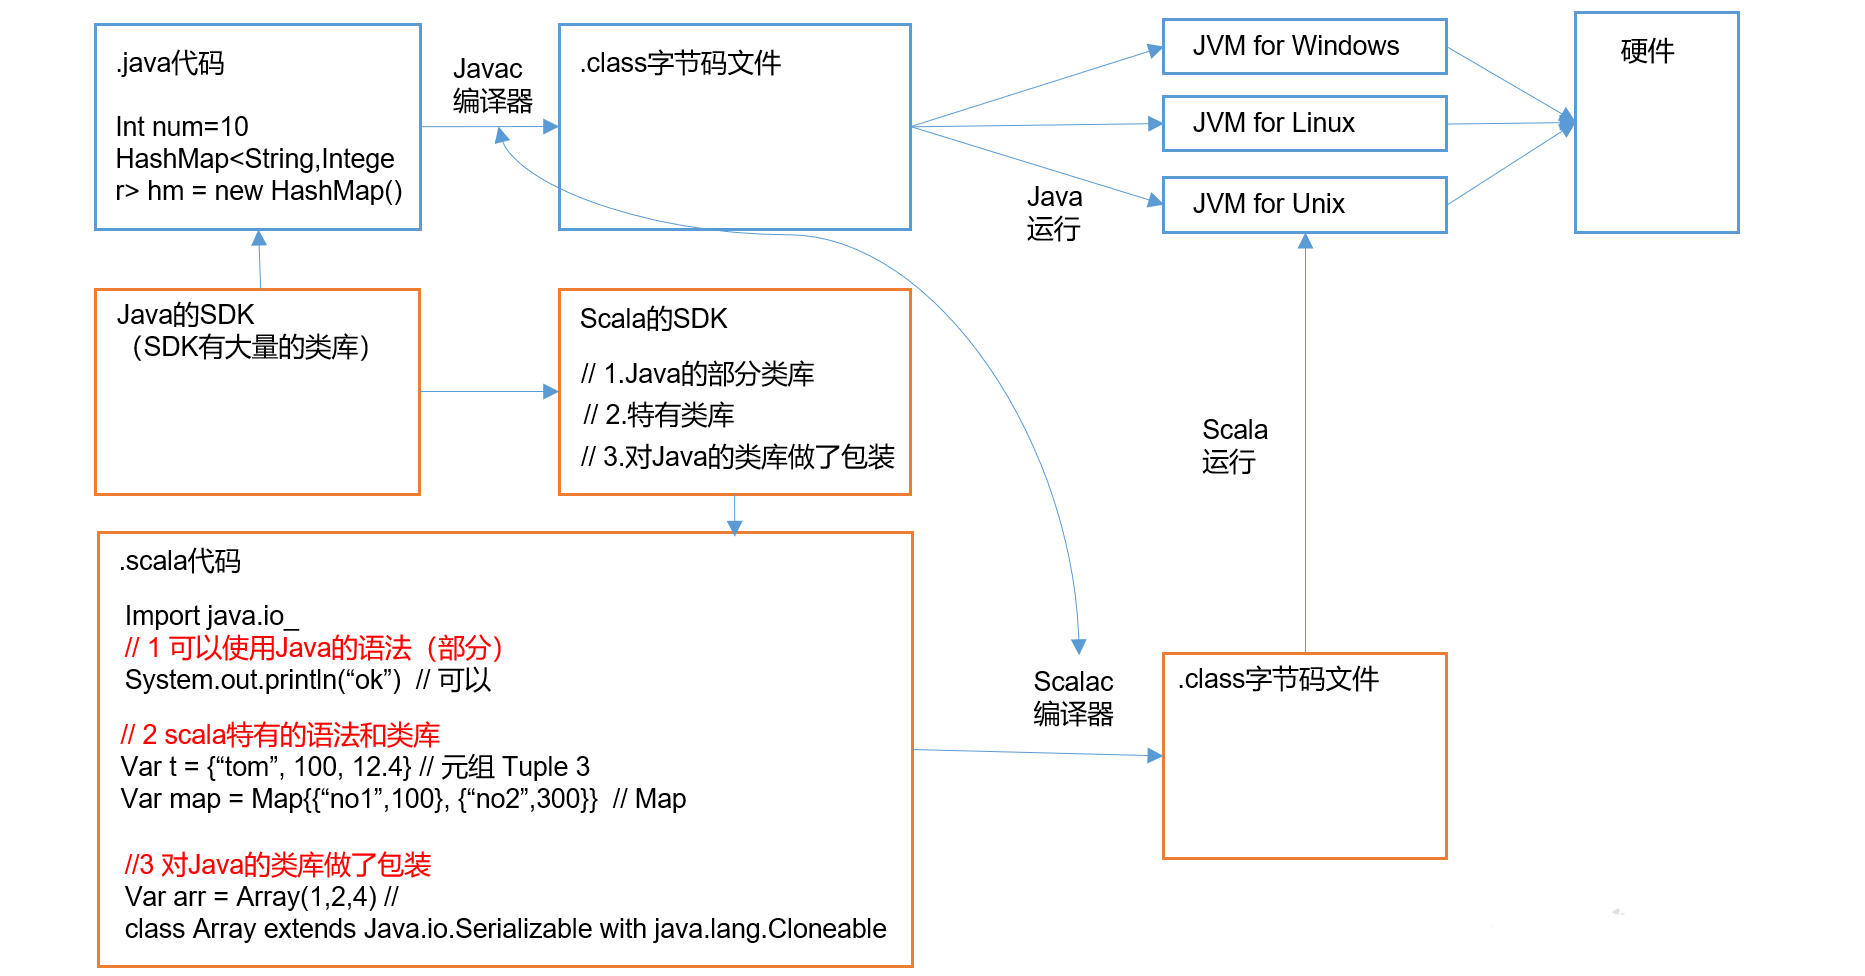 .java代码
Int num=10
HashMap<String,Intege
r> hm = new HashMap()
Javac
编译器
.class字节码文件
JVM for Windows
JVM for Linux
JVM for Unix
硬件
Java
运行
Java的SDK
（SDK有大量的类库）
Scala的SDK
// 1.Java的部分类库
// 2.特有类库
// 3.对Java的类库做了包装
Scala
运行
.scala代码
Import java.io_
// 1 可以使用Java的语法（部分）
System.out.println(“ok”)  // 可以
// 2 scala特有的语法和类库
Var t = {“tom”, 100, 12.4} // 元组 Tuple 3
Var map = Map{{“no1”,100}, {“no2”,300}}  // Map
//3 对Java的类库做了包装
Var arr = Array(1,2,4) //
class Array extends Java.io.Serializable with java.lang.Cloneable
Scalac
编译器
.class字节码文件